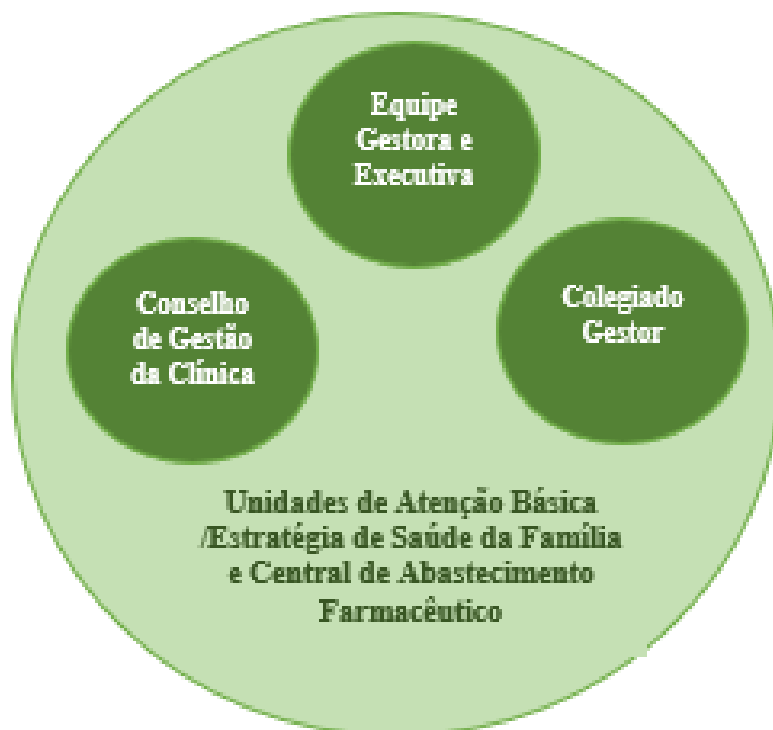 Equipe
Gestora e
Executiva
Conselho
de Gestão
da Clínica
Colegiado
Gestor
Unidades de Atenção Básica
/Estratégia de Saúde da Família
e Central de Abastecimento
Farmacêutico